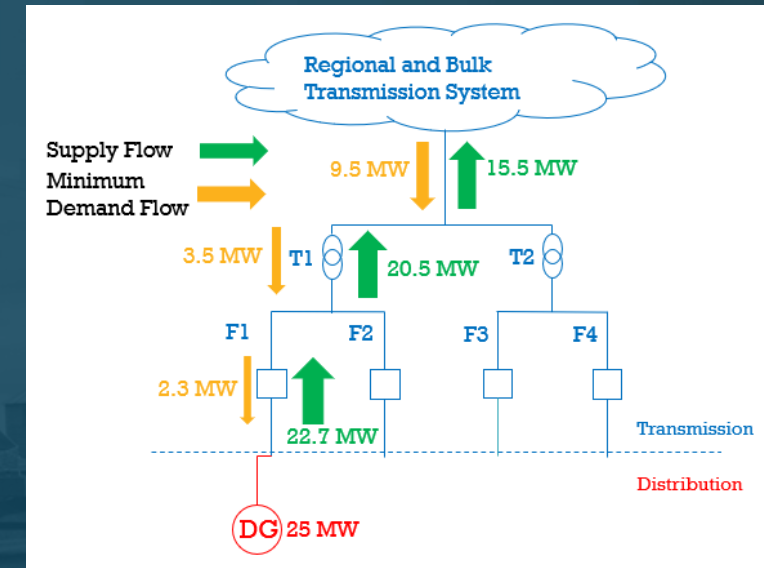 Regional and Bulk
Transmission System
Supply Flow
Minimum
Demand Flow
9.5 MW
15.5 MW
3.5 MW
T1
20.5 MW
T2
F1
F2
F3
F4
2.3 MW
22.7 MW
Transmission
Distribution
DG
25 MW